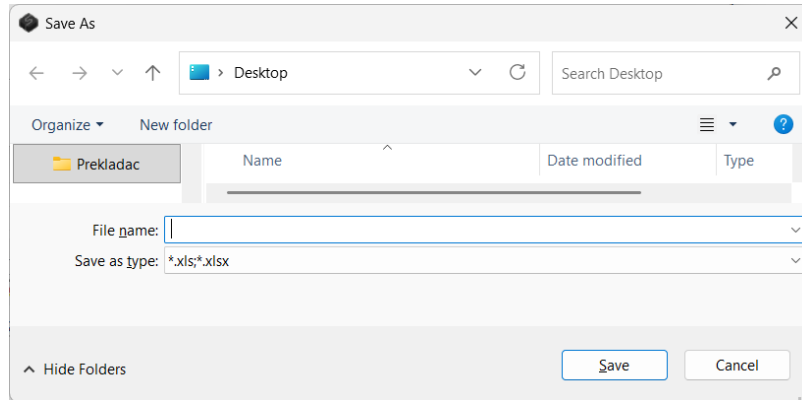 Save As
Desktop
Search Desktop
Organize
New folder
Prekladac
Name
Date modified
Type
File name:
Save as type: *.xls;*.xlsx
Hide Folders
Save
Cancel